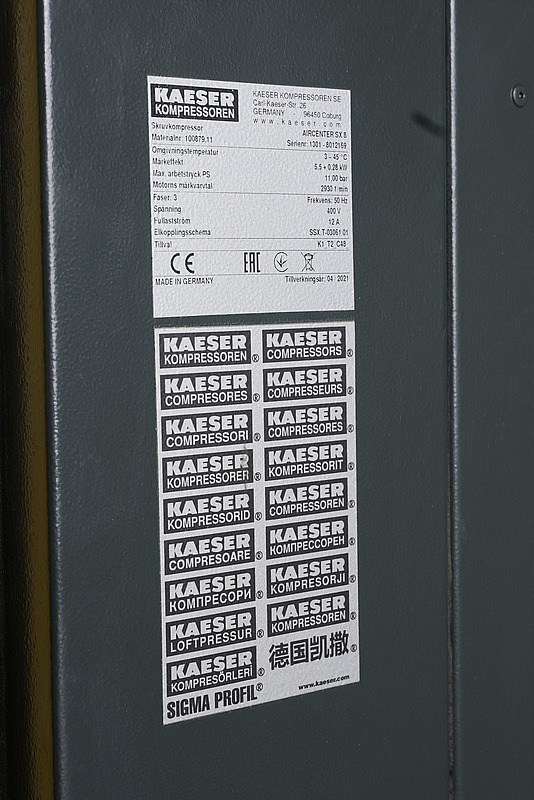 KAESER
KOMPRESSOREN
KAESER KOMPRESSOREN SE
Carl-Kaeser-Str. 26
GERMANY - 96450 Coburg
www.kaeser.com
Skruvkompressor AIRCENTER SX 8
Materialnr. 100879.11 Serienr. 1301 - 8012169
Omgivningstemperatur 3 – 45 °C
Märkeffekt 5.5 + 0.28 kW
Max. arbetstryck PS 11,00 bar
Motorns märkvarvtal 2930 1 min
Faser: 3 Frekvens: 50 Hz
Spänning 400 V
Fullastström 12 A
Elkopplingsschema SSX.T-03061.01
Tillval K1_T2_C48
CE EAC
MADE IN GERMANY Tillverkningsår: 04 2021
KAESER KOMPRESSOREN® KAESER COMPRESSORS®
KAESER COMPRESORES® KAESER COMPRESSEURS®
KAESER COMPRESSORI® KAESER COMPRESSORES®
KAESER KOMPRESSORER® KAESER KOMPRESSORIT®
KAESER KOMPRESSORID® KAESER COMPRESSOREN®
KAESER COMPRESOARE® KAESER КОМПРЕССОРЕН®
KAESER КОМПРЕСОРИ® KAESER KOMPRESORJI®
KAESER LOFTPRESSUR® KAESER KOMPRESSOREN®
KAESER KOMPRESÖRLERİ® 德国凯撒®
SIGMA PROFIL® www.kaeser.com